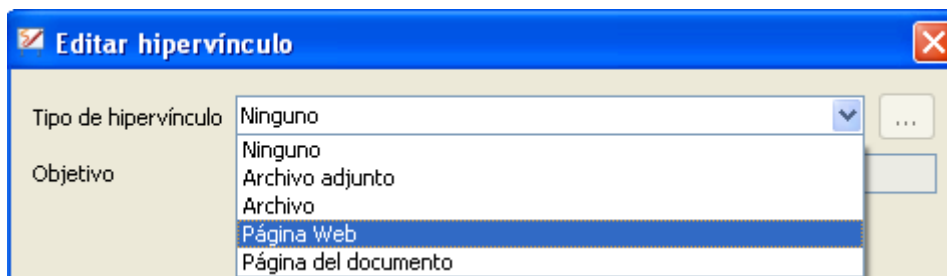 Editar hipervínculo
Tipo de hipervínculo Ninguno ...
Ninguno
Objetivo Archivo adjunto
Archivo
Página Web
Página del documento